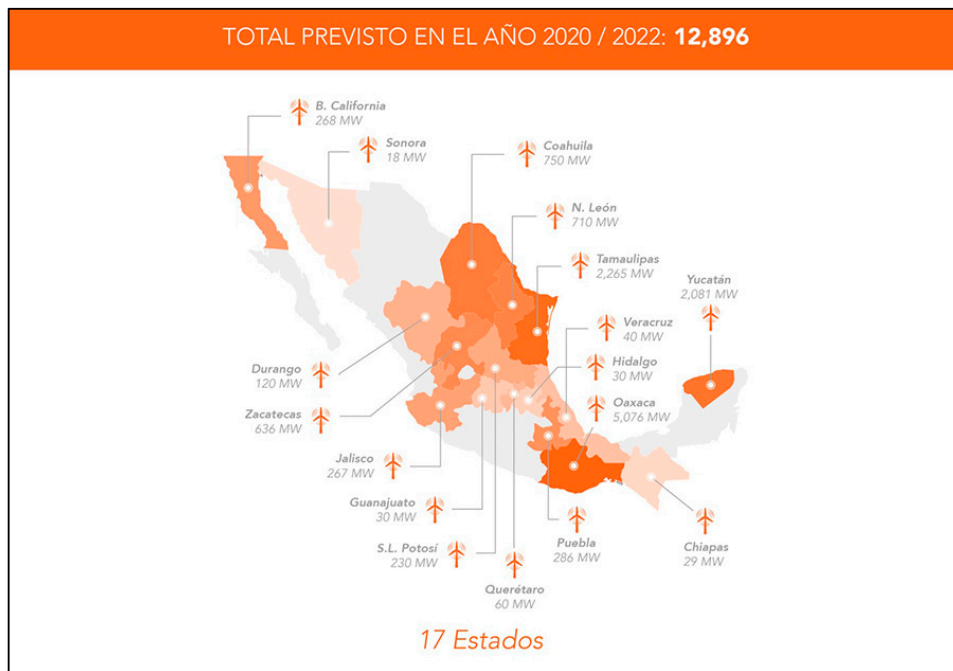 TOTAL PREVISTO EN EL AÑO 2020 / 2022: 12,896
B. California
268 MW
Sonora
18 MW
Coahuila
750 MW
N. León
710 MW
Tamaulipas
2,265 MW
Yucatán
2,081 MW
Veracruz
40 MW
Hidalgo
30 MW
Oaxaca
5,076 MW
Durango
120 MW
Zacatecas
636 MW
Jalisco
267 MW
Guanajuato
30 MW
S.L. Potosí
230 MW
Querétaro
60 MW
Puebla
286 MW
Chiapas
29 MW
17 Estados